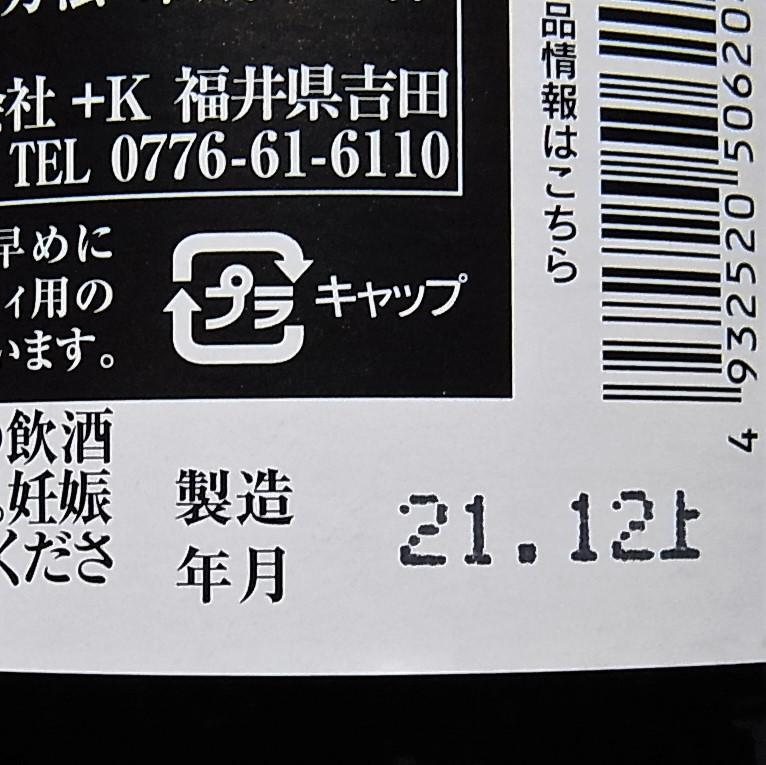 社 +K 福井県吉田
TEL 0776-61-6110
早めに
ィ用の
います。
プラ
キャップ
品情報はこちら
4 932520 50620
飲酒
妊娠
くださ
製造
年月
21.12上